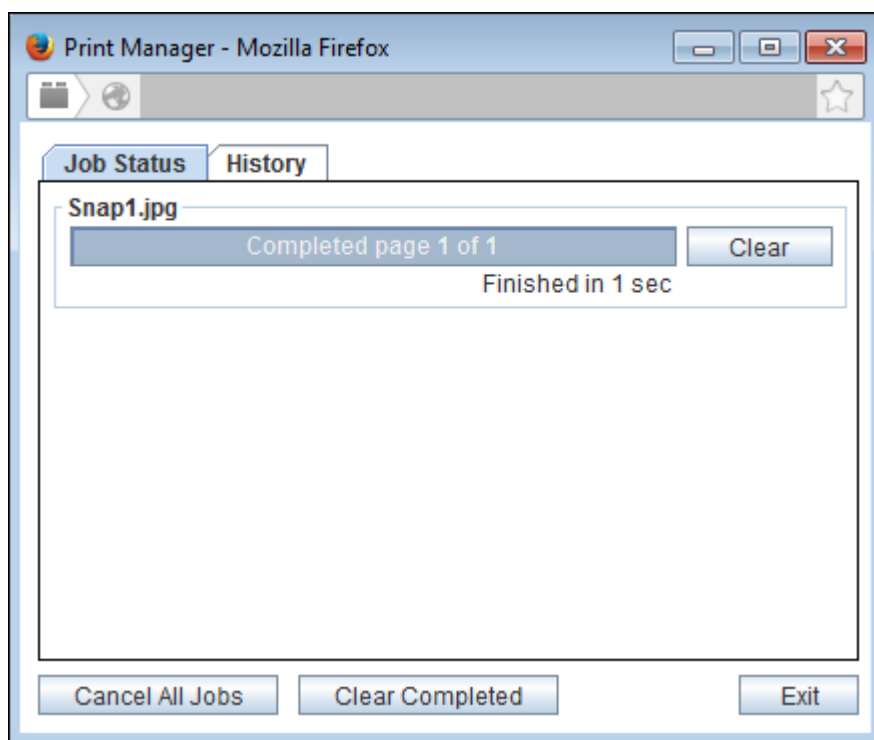 Print Manager - Mozilla Firefox
Job Status History
Snap1.jpg
Completed page 1 of 1 Clear
Finished in 1 sec
Cancel All Jobs Clear Completed Exit